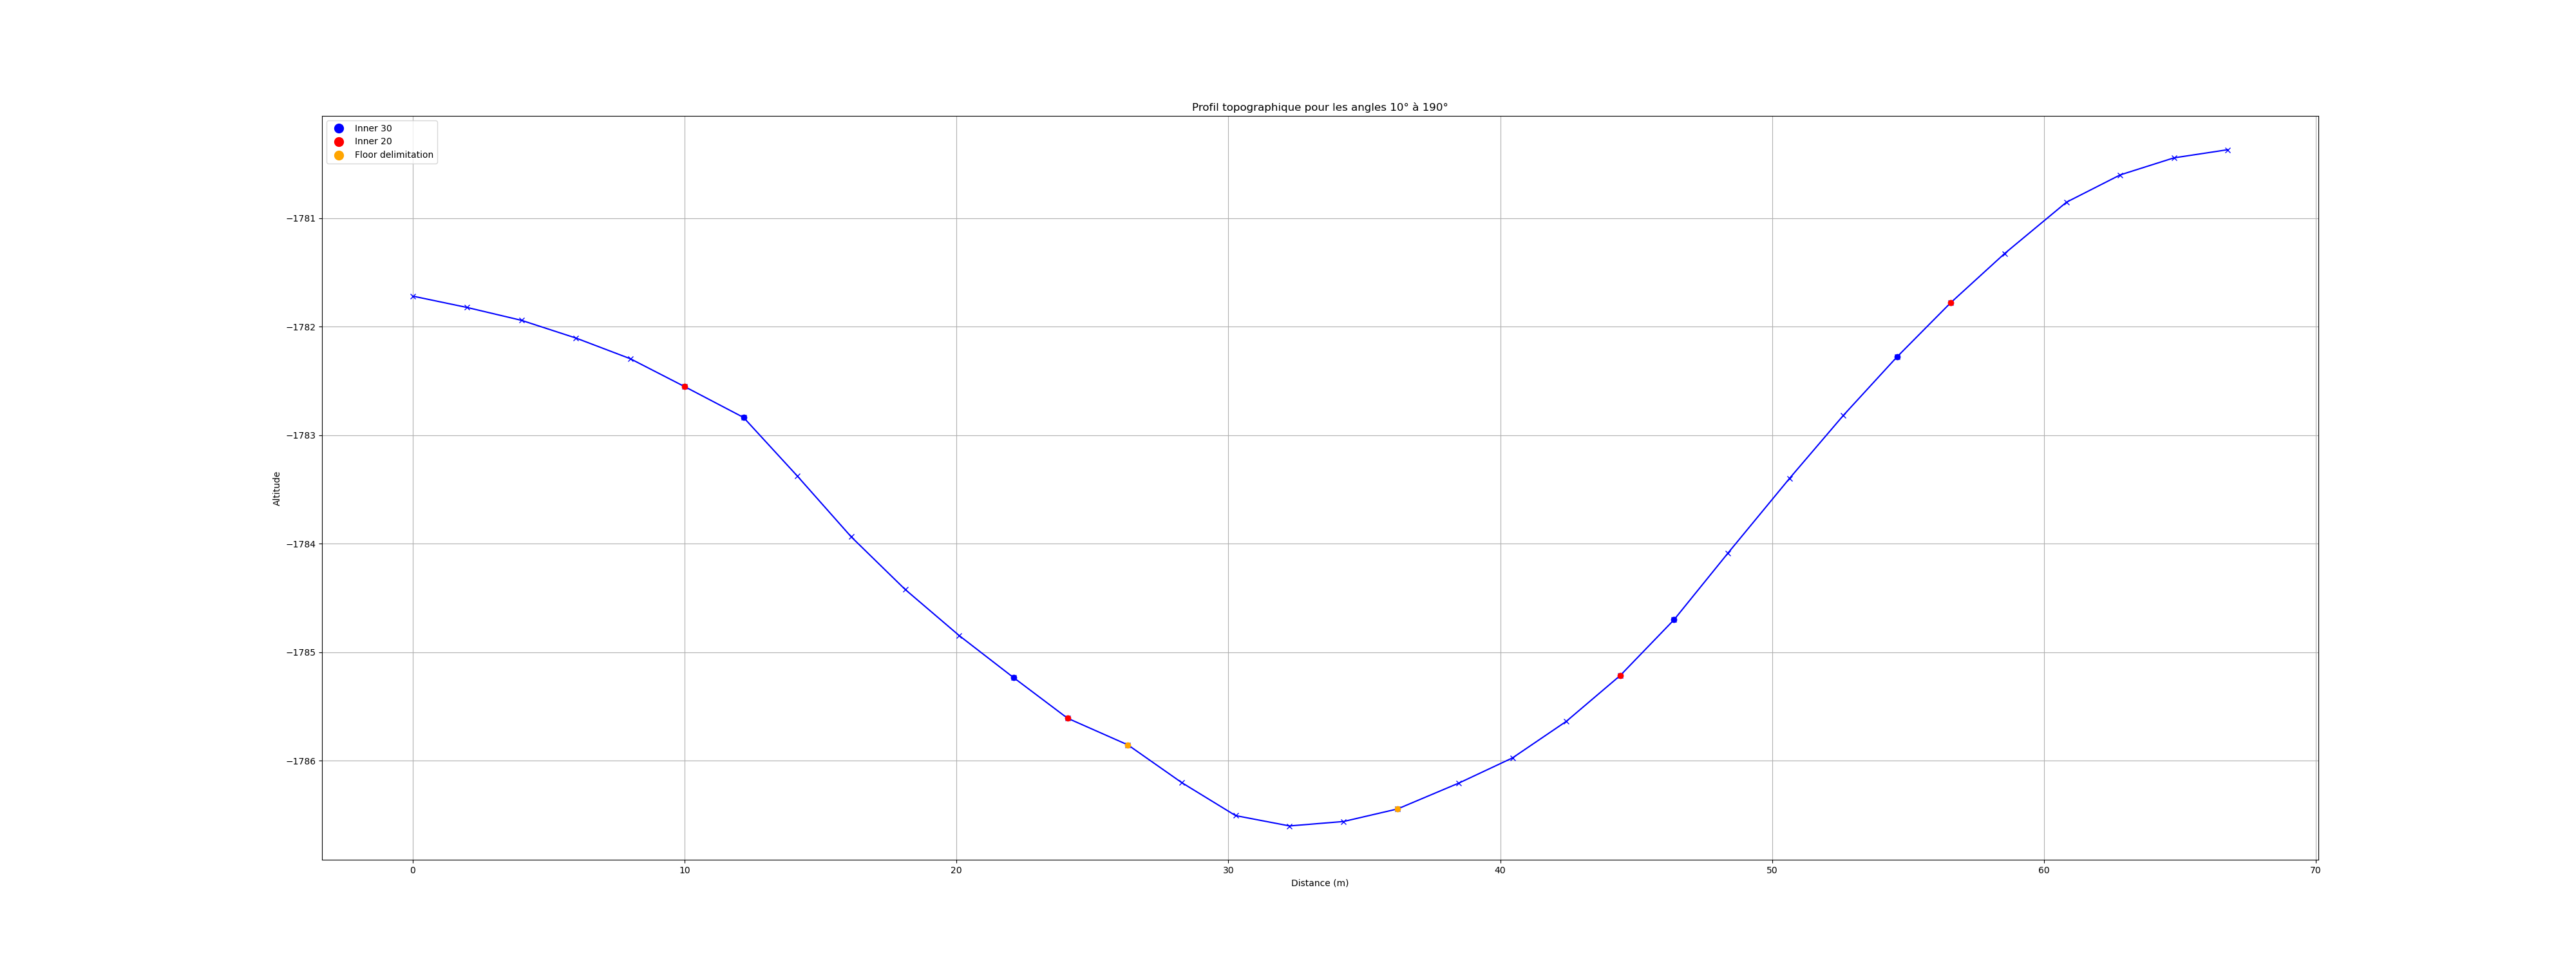 Profil topographique pour les angles 10° à 190°
Inner 30
Inner 20
Floor delimitation
−1781
−1782
−1783
−1784
−1785
−1786
Altitude
0 10 20 30 40 50 60 70
Distance (m)